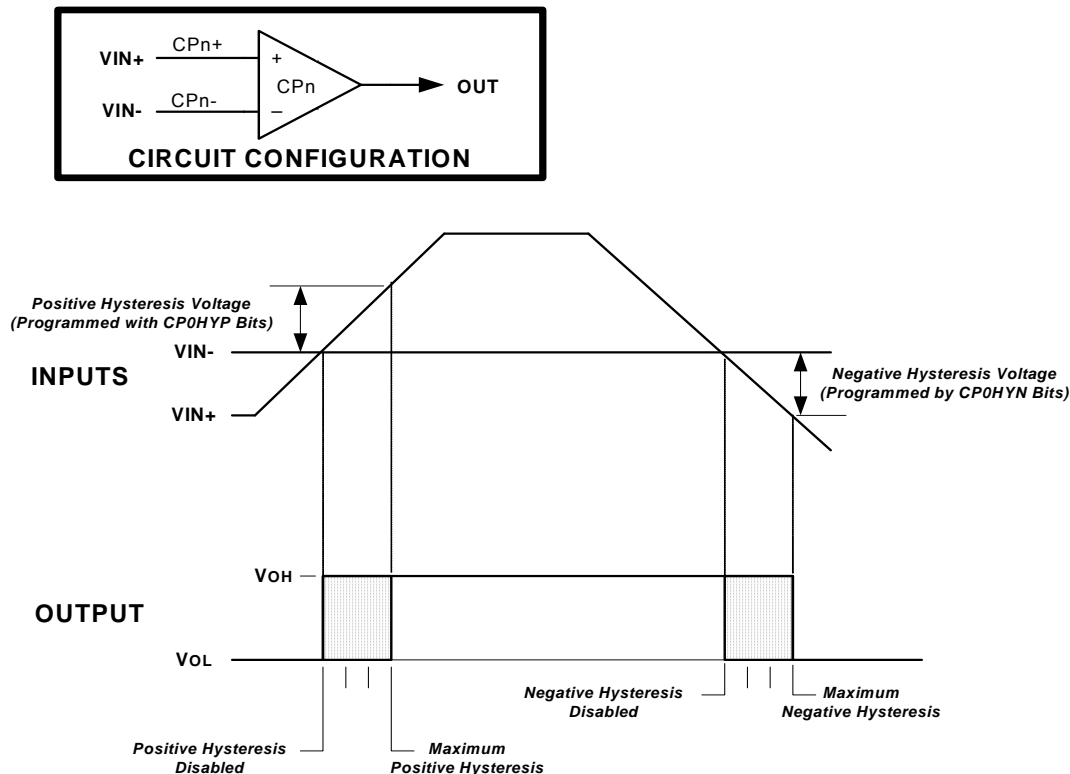 VIN+
CPn+
+
CPn
OUT
VIN-
CPn-
–
CIRCUIT CONFIGURATION
Positive Hysteresis Voltage
(Programmed with CP0HYP Bits)
VIN-
INPUTS
Negative Hysteresis Voltage
(Programmed by CP0HYN Bits)
VIN+
VOH
OUTPUT
VOL
Negative Hysteresis
Disabled
Maximum
Negative Hysteresis
Positive Hysteresis
Disabled
Maximum
Positive Hysteresis